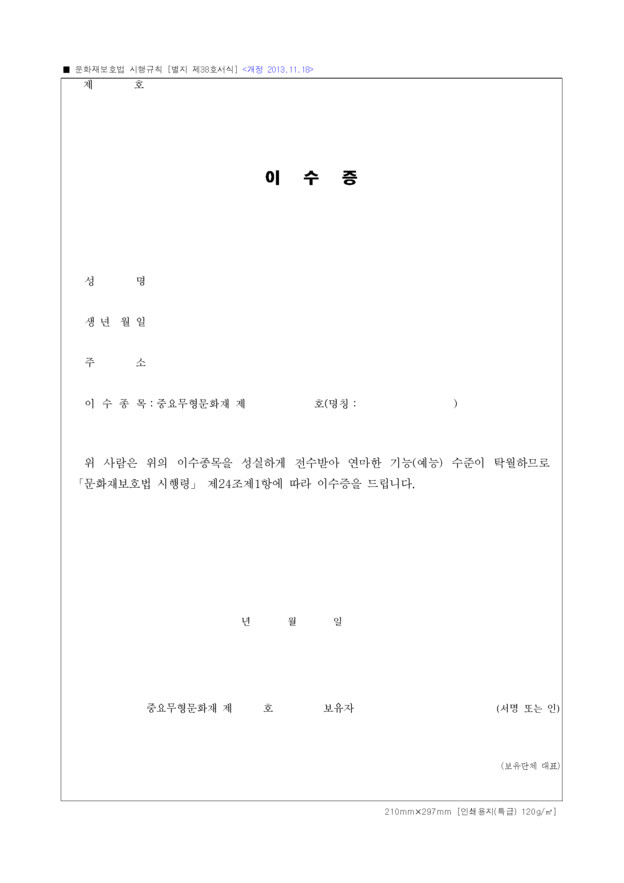 ■ 문화재보호법 시행규칙 [별지 제38호서식] <개정 2013.11.18>
제 호
이 수 증
성 명
생 년 월 일
주 소
이 수 종 목 : 중요무형문화재 제 호(명칭 : )
위 사람은 위의 이수종목을 성실하게 전수받아 연마한 기능(예능) 수준이 탁월하므로
「문화재보호법 시행령」 제24조제1항에 따라 이수증을 드립니다.
년 월 일
중요무형문화재 제 호 보유자 (서명 또는 인)
(보유단체 대표)
210mm×297mm [인쇄용지(특급) 120g/㎡]